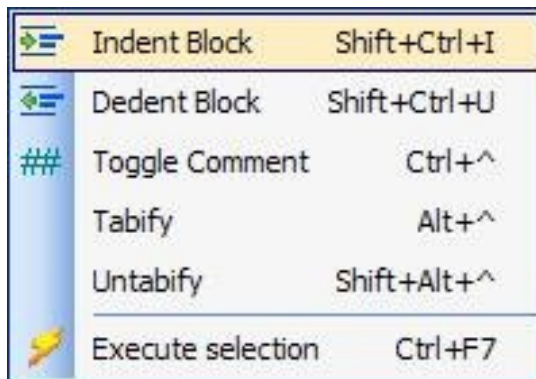 Indent Block Shift+Ctrl+I
Dedent Block Shift+Ctrl+U
## Toggle Comment Ctrl+^
Tabify Alt+^
Untabify Shift+Alt+^
Execute selection Ctrl+F7